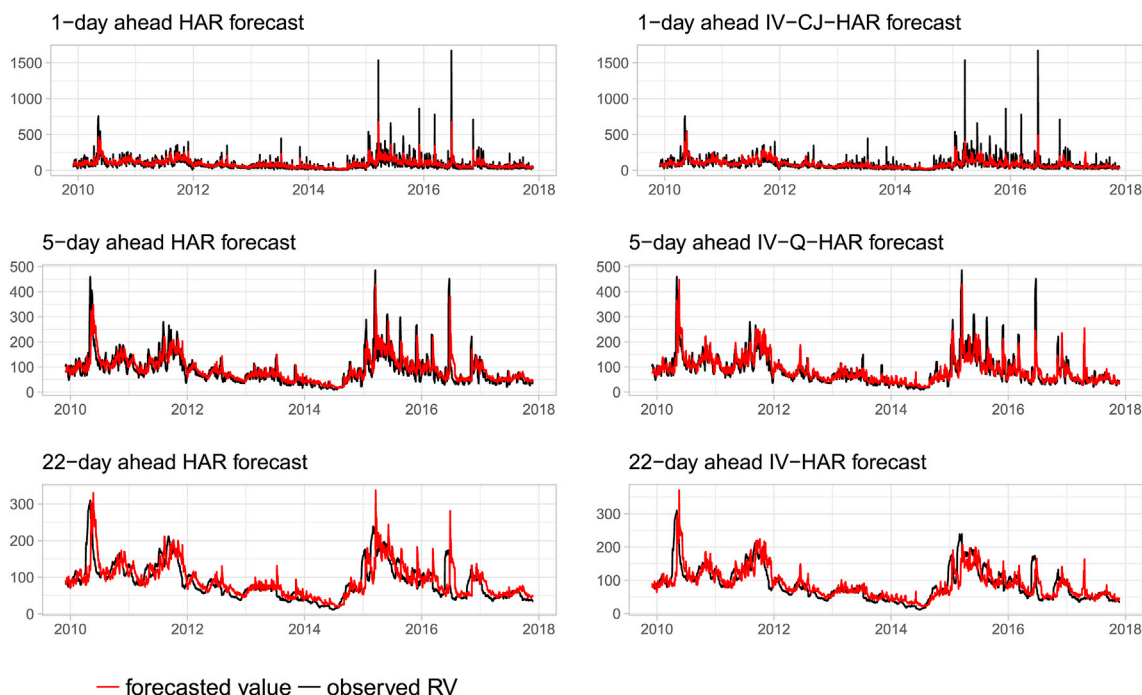 1−day ahead HAR forecast
1500
1000
500
0
2010 2012 2014 2016 2018
1−day ahead IV−CJ−HAR forecast
1500
1000
500
0
2010 2012 2014 2016 2018
5−day ahead HAR forecast
500
400
300
200
100
0
2010 2012 2014 2016 2018
5−day ahead IV−Q−HAR forecast
500
400
300
200
100
0
2010 2012 2014 2016 2018
22−day ahead HAR forecast
300
200
100
0
2010 2012 2014 2016 2018
22−day ahead IV−HAR forecast
300
200
100
0
2010 2012 2014 2016 2018
forecasted value observed RV